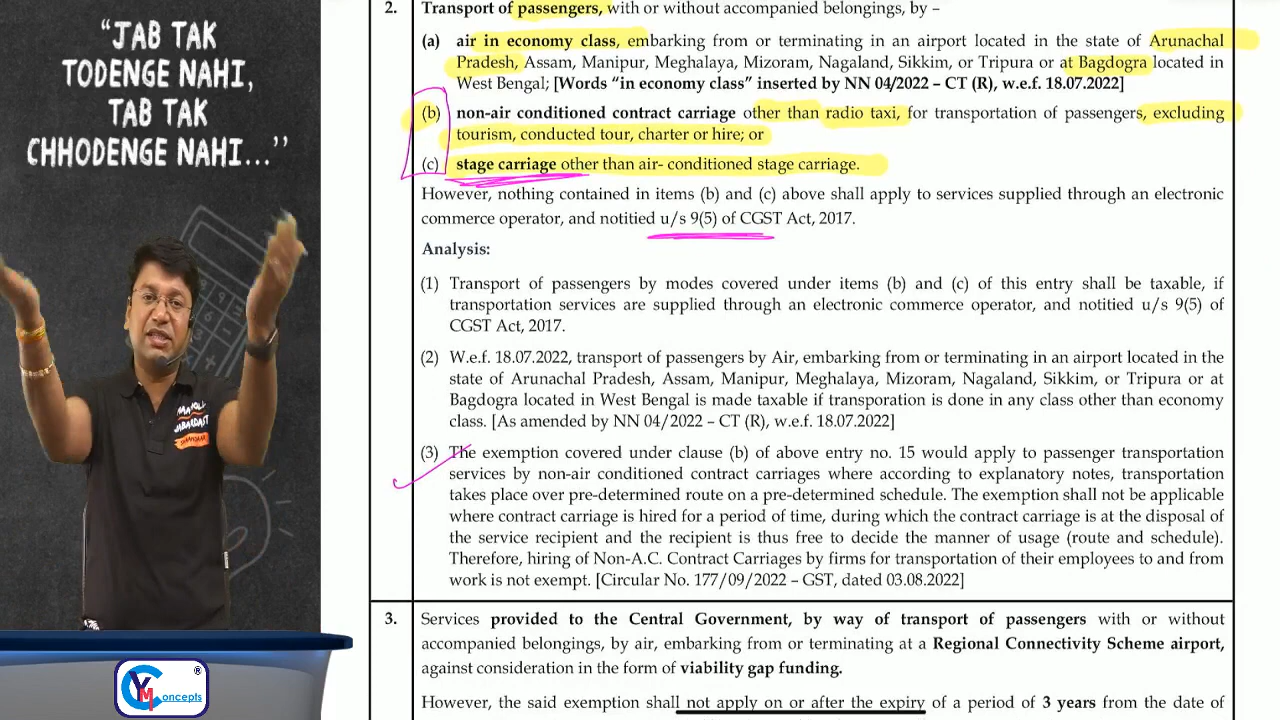 “JAB TAK
TODENGE NAHI,
TAB TAK
CHHODENGE NAHI...’’
MAHOUL
JABARDAST
YM Concepts
®
2. Transport of passengers, with or without accompanied belongings, by –
(a) air in economy class, embarking from or terminating in an airport located in the state of Arunachal
Pradesh, Assam, Manipur, Meghalaya, Mizoram, Nagaland, Sikkim, or Tripura or at Bagdogra located in
West Bengal; [Words “in economy class” inserted by NN 04/2022 – CT (R), w.e.f. 18.07.2022]
(b) non-air conditioned contract carriage other than radio taxi, for transportation of passengers, excluding
tourism, conducted tour, charter or hire; or
(c) stage carriage other than air- conditioned stage carriage.
However, nothing contained in items (b) and (c) above shall apply to services supplied through an electronic
commerce operator, and notitied u/s 9(5) of CGST Act, 2017.
Analysis:
(1) Transport of passengers by modes covered under items (b) and (c) of this entry shall be taxable, if
transportation services are supplied through an electronic commerce operator, and notitied u/s 9(5) of
CGST Act, 2017.
(2) W.e.f. 18.07.2022, transport of passengers by Air, embarking from or terminating in an airport located in the
state of Arunachal Pradesh, Assam, Manipur, Meghalaya, Mizoram, Nagaland, Sikkim, or Tripura or at
Bagdogra located in West Bengal is made taxable if transporation is done in any class other than economy
class. [As amended by NN 04/2022 – CT (R), w.e.f. 18.07.2022]
(3) The exemption covered under clause (b) of above entry no. 15 would apply to passenger transportation
services by non-air conditioned contract carriages where according to explanatory notes, transportation
takes place over pre-determined route on a pre-determined schedule. The exemption shall not be applicable
where contract carriage is hired for a period of time, during which the contract carriage is at the disposal of
the service recipient and the recipient is thus free to decide the manner of usage (route and schedule).
Therefore, hiring of Non-A.C. Contract Carriages by firms for transportation of their employees to and from
work is not exempt. [Circular No. 177/09/2022 – GST, dated 03.08.2022]
3. Services provided to the Central Government, by way of transport of passengers with or without
accompanied belongings, by air, embarking from or terminating at a Regional Connectivity Scheme airport,
against consideration in the form of viability gap funding.
However, the said exemption shall not apply on or after the expiry of a period of 3 years from the date of